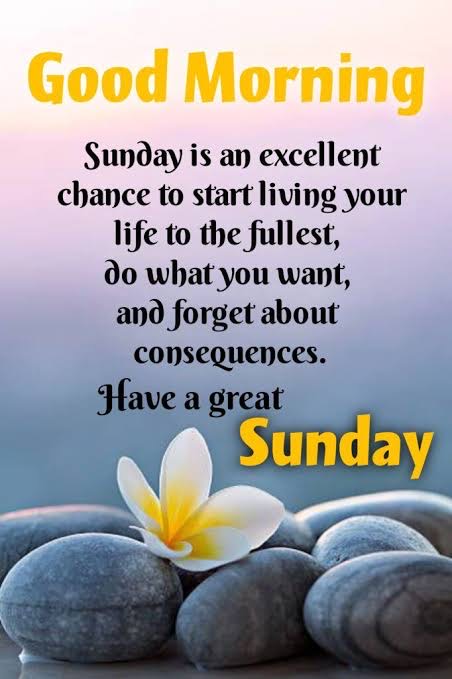 Good Morning
Sunday is an excellent
chance to start living your
life to the fullest,
do what you want,
and forget about
consequences.
Have a great
Sunday